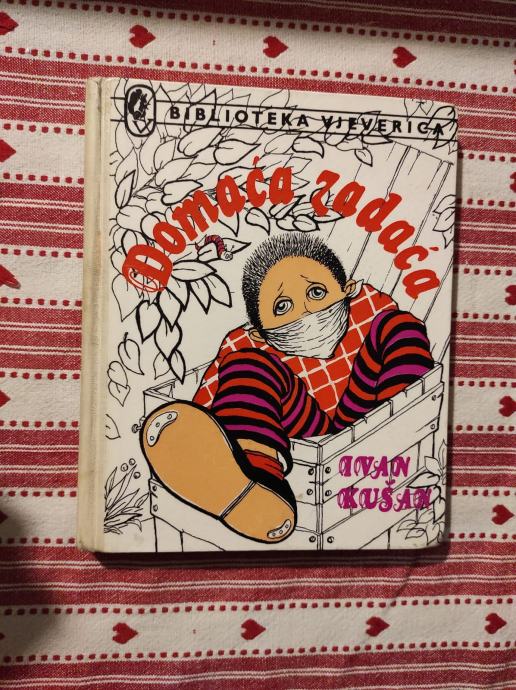 BIBLIOTEKA VJEVERICA
Domaća zadaća
IVAN
KUŠAN